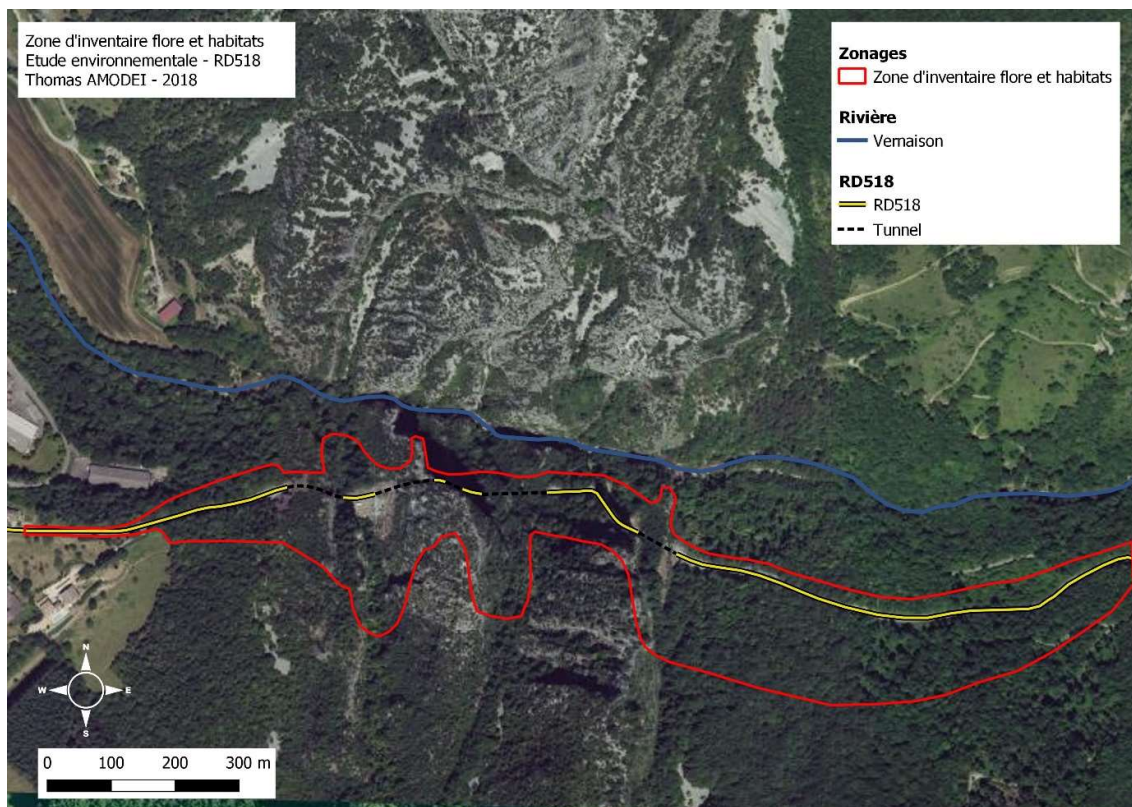 Zone d'inventaire flore et habitats
Etude environnementale - RD518
Thomas AMODEI - 2018
Zonages
Zone d'inventaire flore et habitats
Rivière
Vernaison
RD518
RD518
Tunnel
N
W E
S
0 100 200 300 m